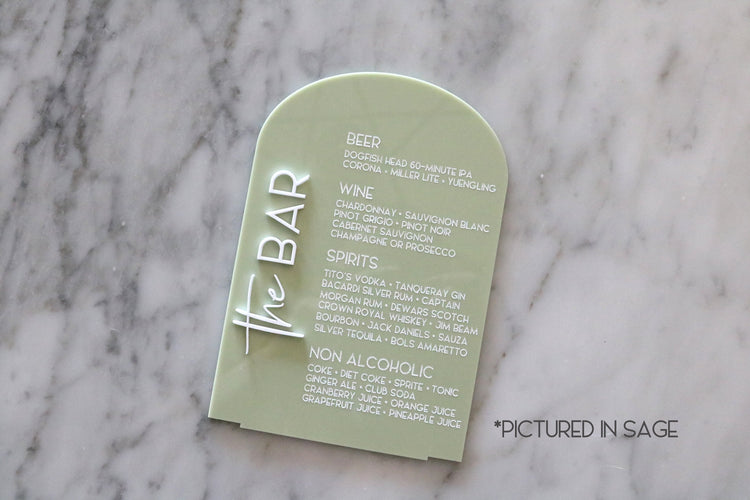 the BAR
BEER
DOGFISH HEAD 60-MINUTE IPA
CORONA • MILLER LITE • YUENGLING
WINE
CHARDONNAY • SAUVIGNON BLANC
PINOT GRIGIO • PINOT NOIR
CABERNET SAUVIGNON
CHAMPAGNE OR PROSECCO
SPIRITS
TITO'S VODKA • TANQUERAY GIN
BACARDI SILVER RUM • CAPTAIN
MORGAN RUM • DEWARS SCOTCH
CROWN ROYAL WHISKEY • JIM BEAM
BOURBON • JACK DANIELS • SAUZA
SILVER TEQUILA • BOLS AMARETTO
NON ALCOHOLIC
COKE • DIET COKE • SPRITE • TONIC
GINGER ALE • CLUB SODA
CRANBERRY JUICE • ORANGE JUICE
GRAPEFRUIT JUICE • PINEAPPLE JUICE
*PICTURED IN SAGE